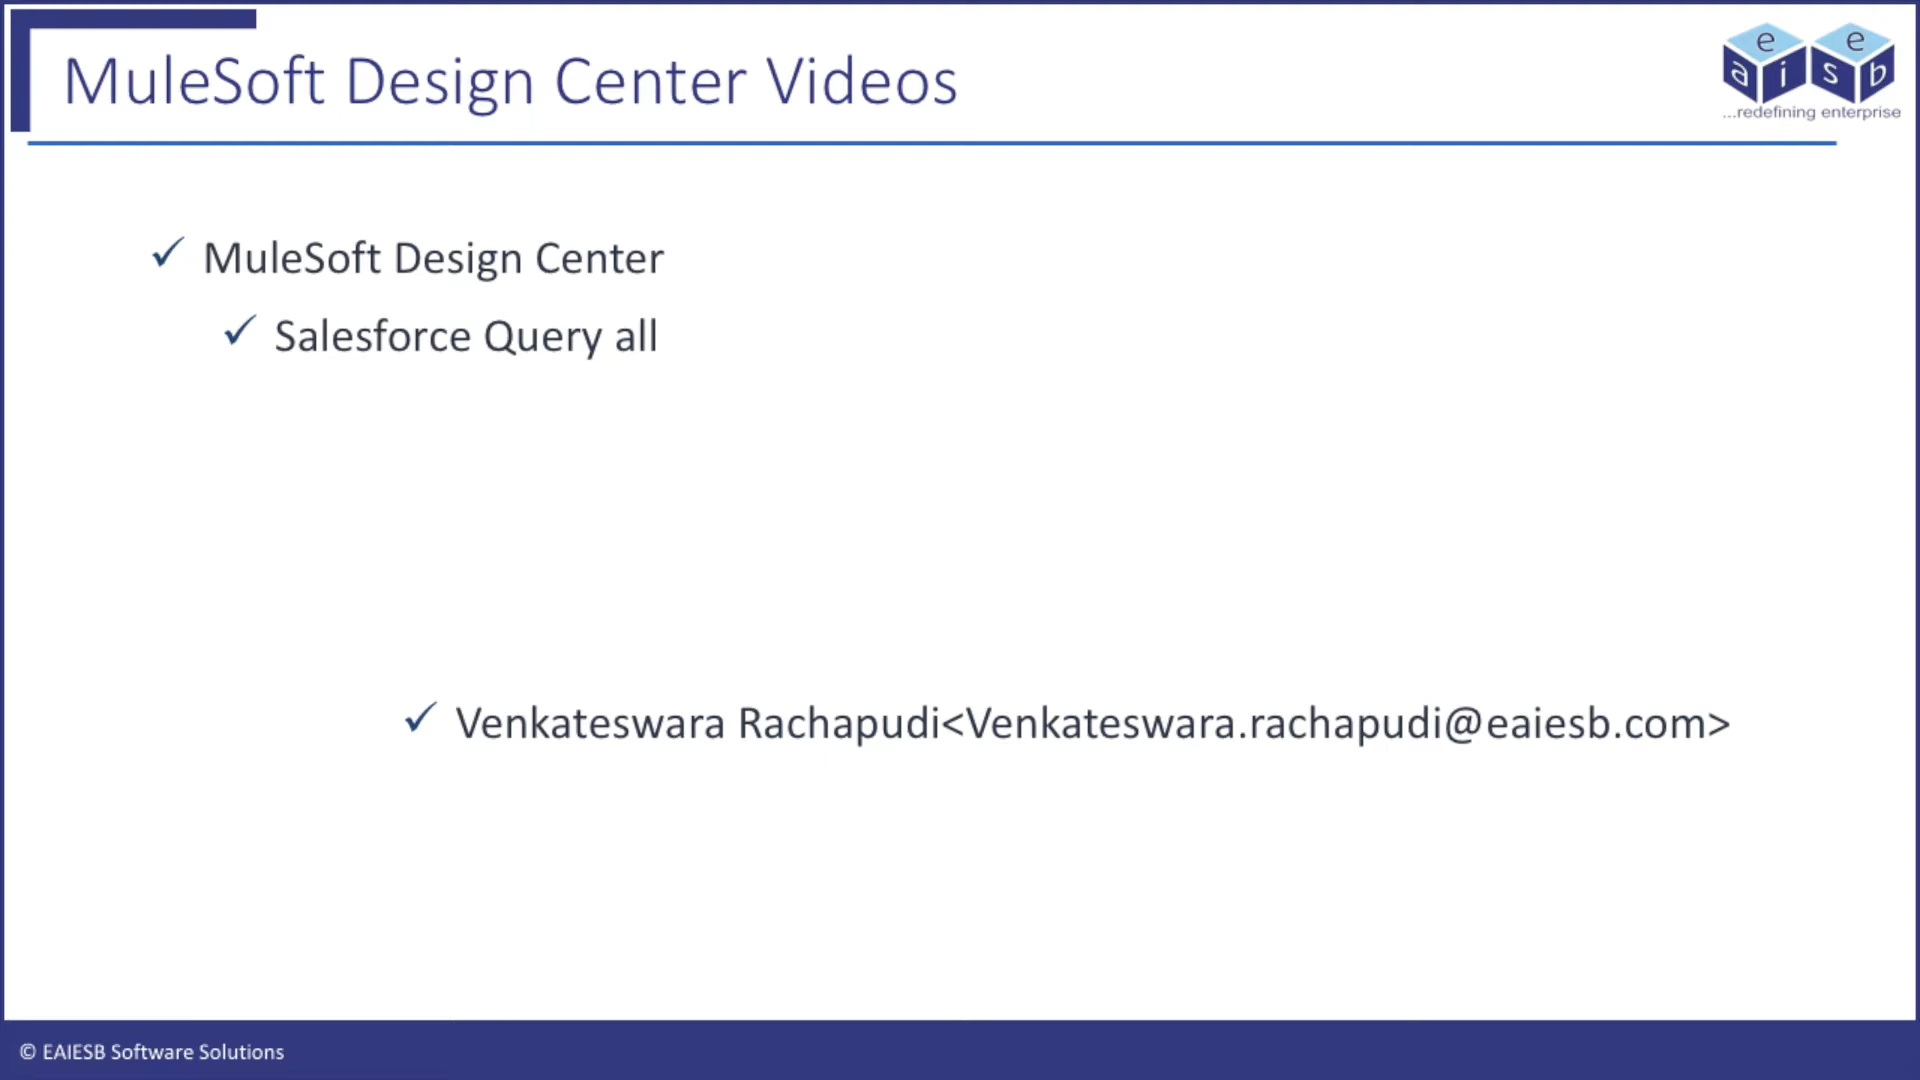 MuleSoft Design Center Videos
e e
a i s b
...redefining enterprise
✓ MuleSoft Design Center
✓ Salesforce Query all
✓ Venkateswara Rachapudi<Venkateswara.rachapudi@eaiesb.com>
© EAIESB Software Solutions